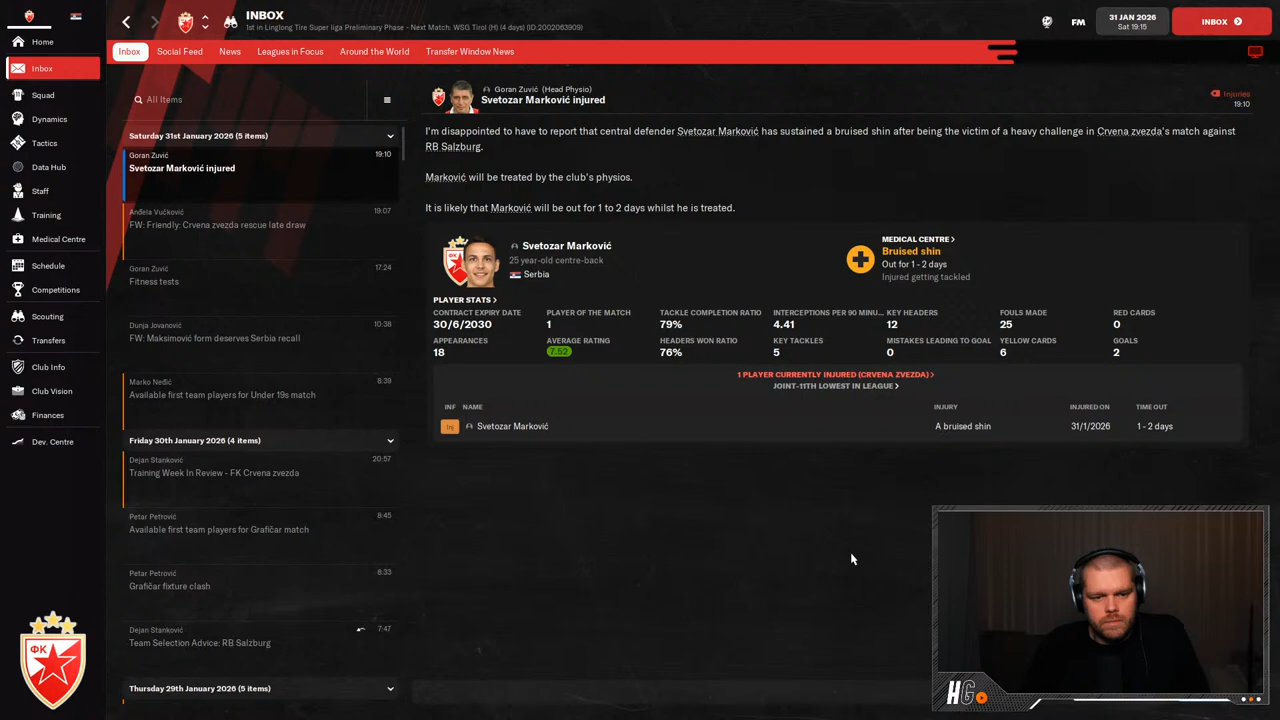 INBOX
1st in Linglong Tire Super liga Preliminary Phase - Next Match: WSG Tirol (H) (4 days) (ID:2002063909)
FM
31 JAN 2026
Sat 19:15
INBOX
Home
Inbox
Squad
Dynamics
Tactics
Data Hub
Staff
Training
Medical Centre
Schedule
Competitions
Scouting
Transfers
Club Info
Club Vision
Finances
Dev. Centre
Inbox
Social Feed
News
Leagues in Focus
Around the World
Transfer Window News
All Items
Saturday 31st January 2026 (5 items)
Goran Zuvić
19:10
Svetozar Marković injured
Anđela Vučković
19:07
FW: Friendly: Crvena zvezda rescue late draw
Goran Zuvić
17:24
Fitness tests
Dunja Jovanović
10:38
FW: Maksimović form deserves Serbia recall
Marko Neđić
8:39
Available first team players for Under 19s match
Friday 30th January 2026 (4 items)
Dejan Stanković
20:57
Training Week In Review - FK Crvena zvezda
Petar Petrović
8:45
Available first team players for Grafičar match
Petar Petrović
8:33
Grafičar fixture clash
Dejan Stanković
7:47
Team Selection Advice: RB Salzburg
Thursday 29th January 2026 (5 items)
Goran Zuvić (Head Physio)
Svetozar Marković injured
Injuries
19:10
I'm disappointed to have to report that central defender Svetozar Marković has sustained a bruised shin after being the victim of a heavy challenge in Crvena zvezda's match against
RB Salzburg.
Marković will be treated by the club's physios.
It is likely that Marković will be out for 1 to 2 days whilst he is treated.
Svetozar Marković
25 year-old centre-back
Serbia
MEDICAL CENTRE >
Bruised shin
Out for 1 - 2 days
Injured getting tackled
PLAYER STATS >
CONTRACT EXPIRY DATE
PLAYER OF THE MATCH
TACKLE COMPLETION RATIO
INTERCEPTIONS PER 90 MINU...
KEY HEADERS
FOULS MADE
RED CARDS
30/6/2030
1
79%
4.41
12
25
0
APPEARANCES
AVERAGE RATING
HEADERS WON RATIO
KEY TACKLES
MISTAKES LEADING TO GOAL
YELLOW CARDS
GOALS
18
7.52
76%
5
0
6
2
1 PLAYER CURRENTLY INJURED (CRVENA ZVEZDA) >
JOINT-11TH LOWEST IN LEAGUE >
INF
NAME
INJURY
INJURED ON
TIME OUT
Inj
Svetozar Marković
A bruised shin
31/1/2026
1 - 2 days
ФК
HG